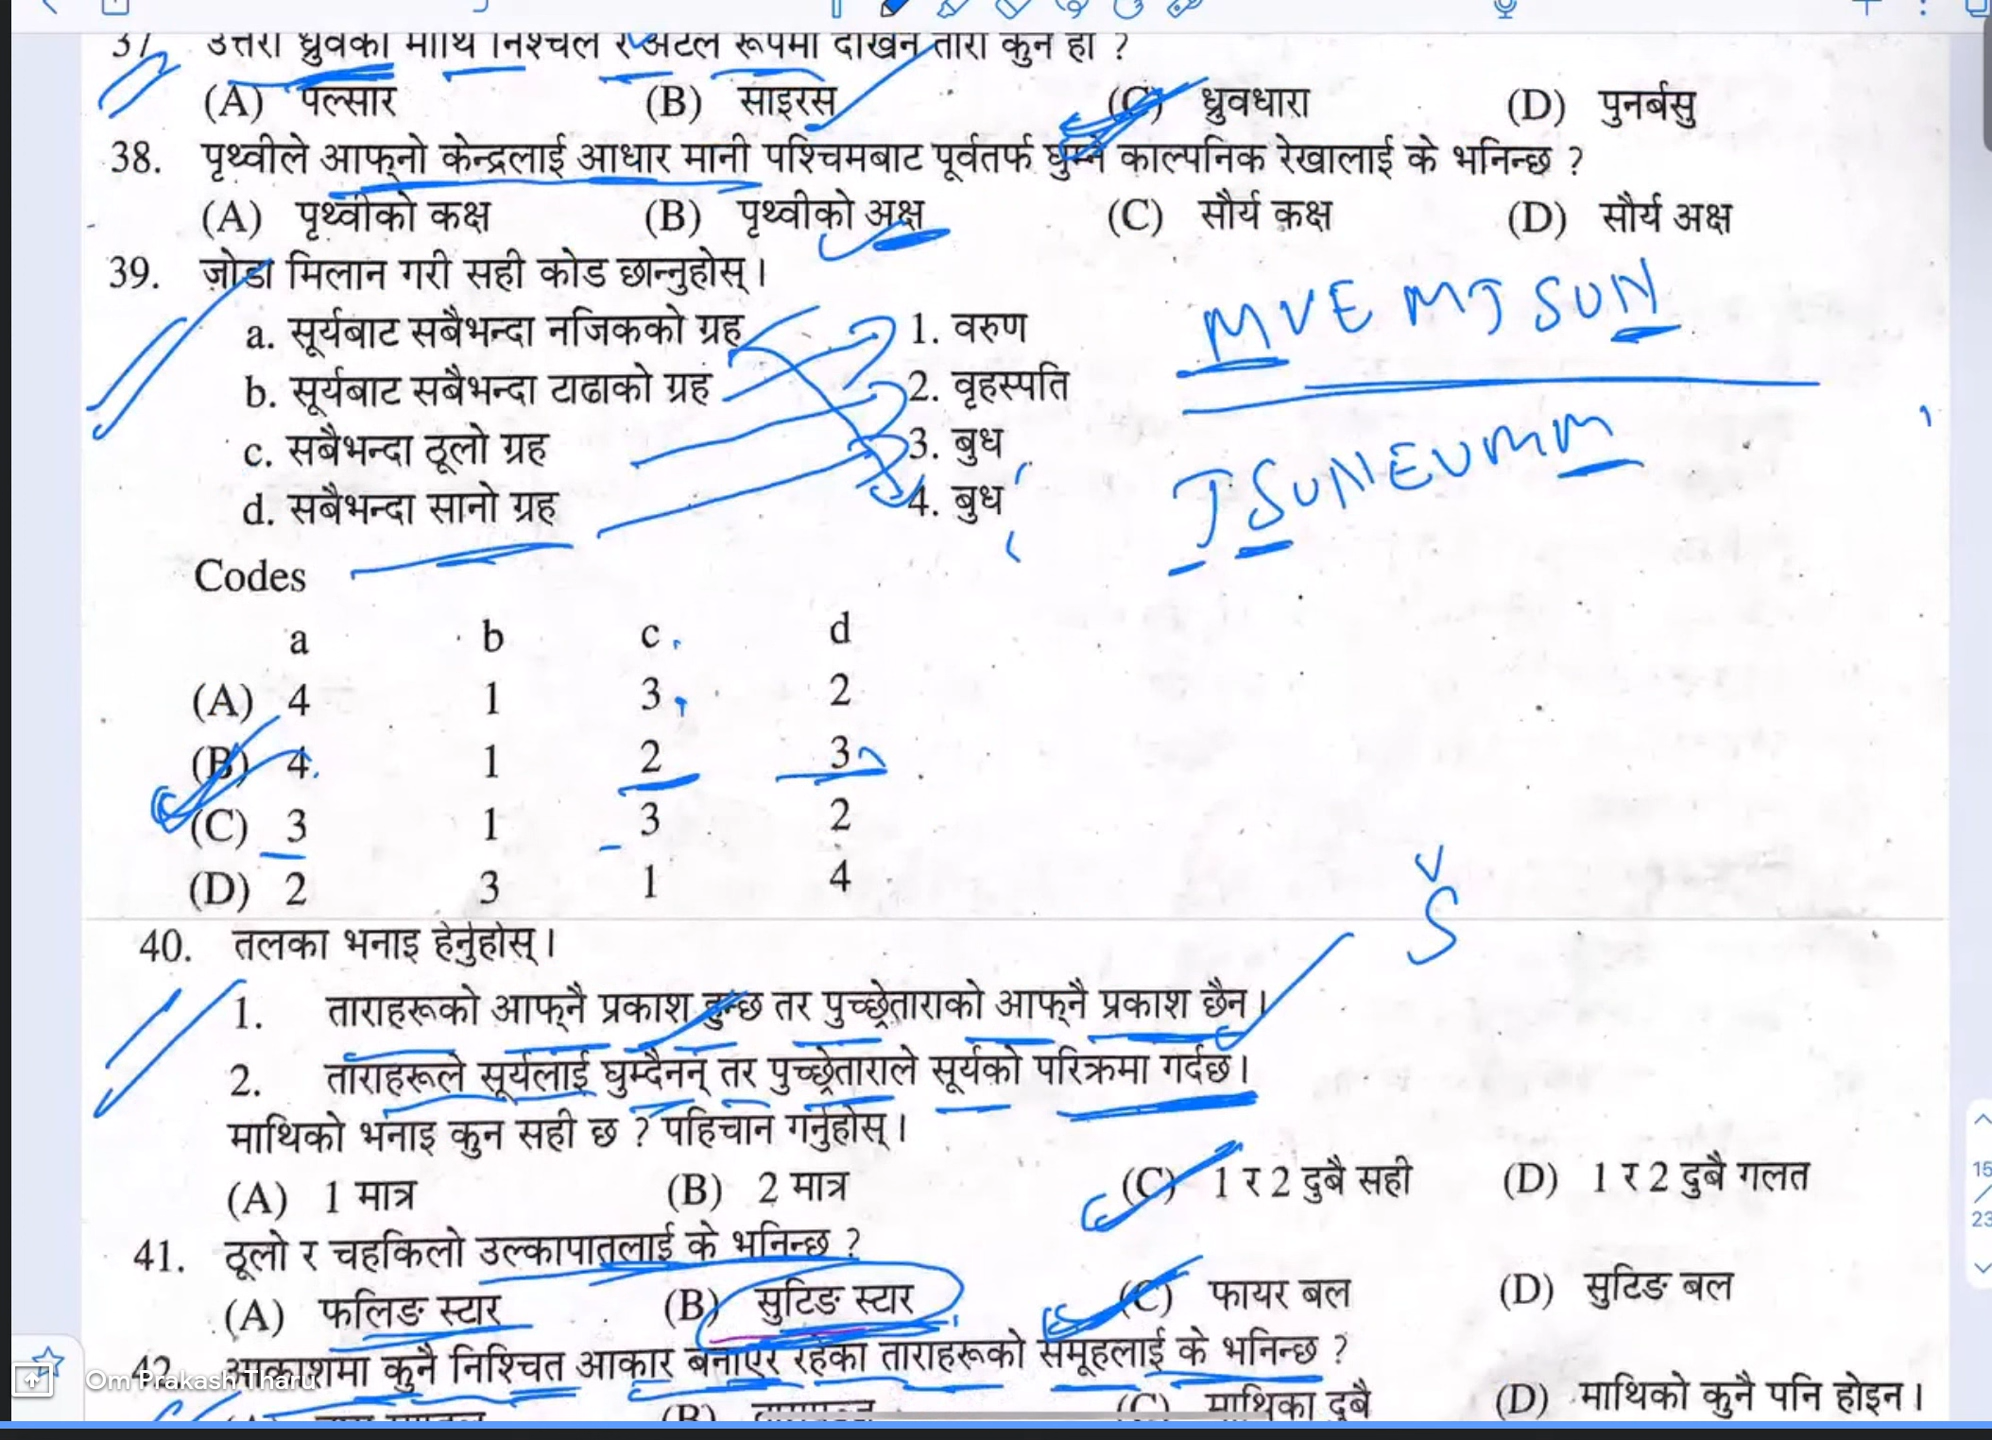 37 उत्तरी ध्रुवको माथि निश्चल र अटल रूपमा देखिने तारा कुन हो ?
(A) पल्सार (B) साइरस (C) ध्रुवधारा (D) पुनर्बसु
38. पृथ्वीले आफ्नो केन्द्रलाई आधार मानी पश्चिमबाट पूर्वतर्फ घुम्ने काल्पनिक रेखालाई के भनिन्छ ?
(A) पृथ्वीको कक्ष (B) पृथ्वीको अक्ष (C) सौर्य कक्ष (D) सौर्य अक्ष
39. जोडा मिलान गरी सही कोड छान्नुहोस् ।
a. सूर्यबाट सबैभन्दा नजिकको ग्रह 1. वरुण MVEMJSUN
b. सूर्यबाट सबैभन्दा टाढाको ग्रह 2. वृहस्पति
c. सबैभन्दा ठूलो ग्रह 3. बुध JSUNEVMM
d. सबैभन्दा सानो ग्रह 4. बुध
Codes
a b c d
(A) 4 1 3 2
(B) 4 1 2 3
(C) 3 1 3 2
(D) 2 3 1 4
V
S
40. तलका भनाइ हेर्नुहोस् ।
1. ताराहरूको आफ्नै प्रकाश हुन्छ तर पुच्छ्रेताराको आफ्नै प्रकाश छैन ।
2. ताराहरूले सूर्यलाई घुम्दैनन् तर पुच्छ्रेताराले सूर्यको परिक्रमा गर्दछ ।
माथिको भनाइ कुन सही छ ? पहिचान गर्नुहोस् ।
(A) 1 मात्र (B) 2 मात्र (C) 1 र 2 दुबै सही (D) 1 र 2 दुबै गलत
41. ठूलो र चहकिलो उल्कापातलाई के भनिन्छ ?
(A) फलिङ स्टार (B) सुटिङ स्टार (C) फायर बल (D) सुटिङ बल
42. आकाशमा कुनै निश्चित आकार बनाएर रहेका ताराहरूको समूहलाई के भनिन्छ ?
(B) (C) माथिका दुबै (D) माथिको कुनै पनि होइन ।
Om Prakash Tharu
15
23